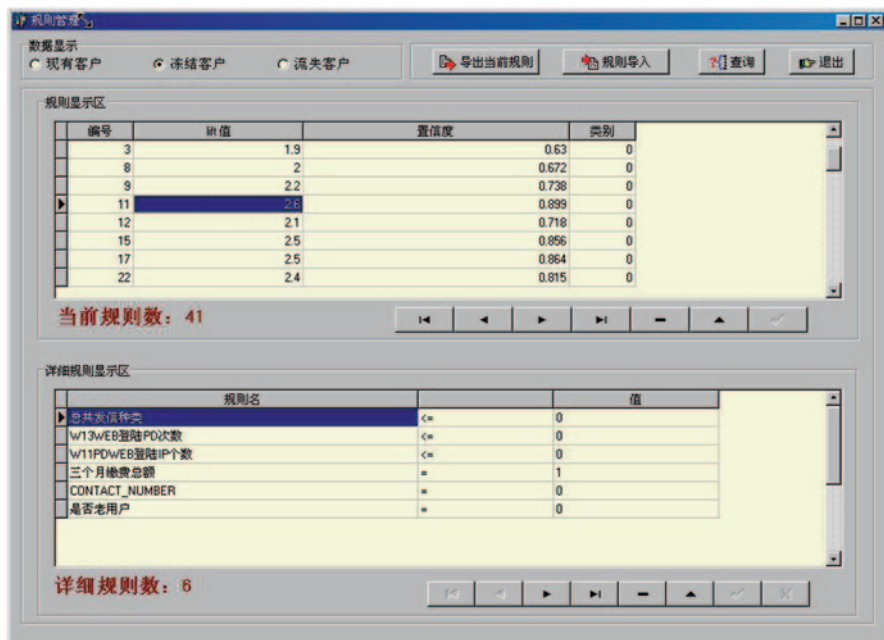 规则管理
数据显示
现有客户 冻结客户 流失客户 导出当前规则 规则导入 查询 退出
规则显示区
编号 lift值 置信度 类别
3 1.9 0.63 0
8 2 0.672 0
9 2.2 0.738 0
11 2.6 0.899 0
12 2.1 0.718 0
15 2.5 0.856 0
17 2.5 0.864 0
22 2.4 0.815 0
当前规则数：41
详细规则显示区
规则名 值
总共发信种类 <= 0
W13WEB登陆PD次数 <= 0
W11PDWEB登陆IP个数 <= 0
三个月缴费总额 = 1
CONTACT_NUMBER = 0
是否老用户 = 0
详细规则数：6